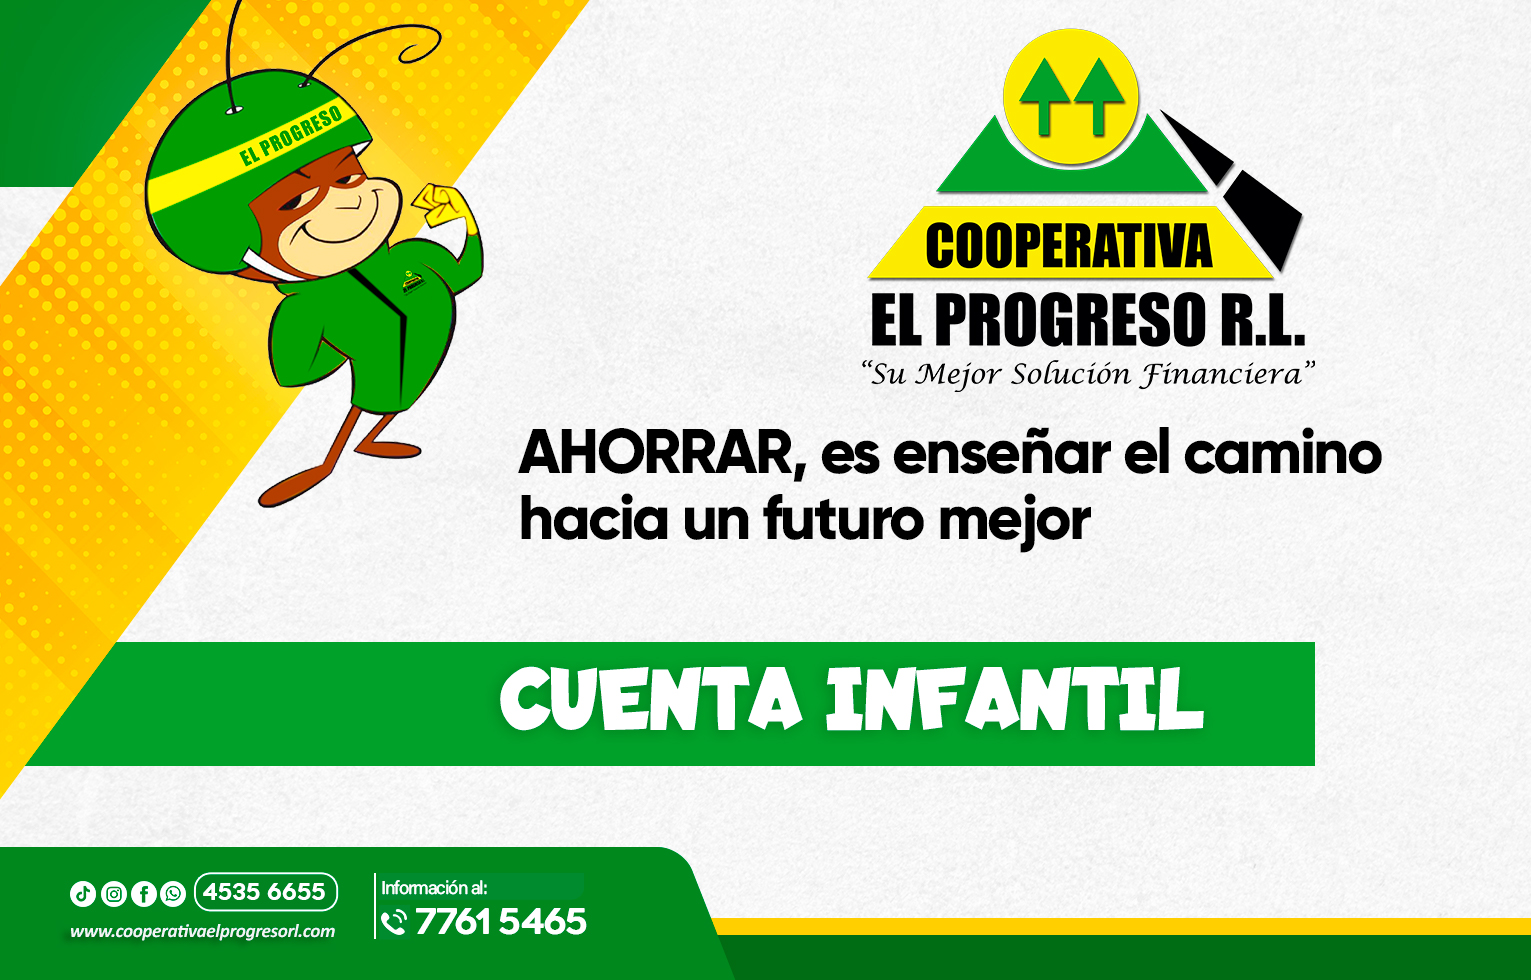 EL PROGRESO
COOPERATIVA
EL PROGRESO R.L.
“Su Mejor Solución Financiera”
AHORRAR, es enseñar el camino
hacia un futuro mejor
CUENTA INFANTIL
4535 6655
www.cooperativaelprogresorl.com
Información al:
7761 5465